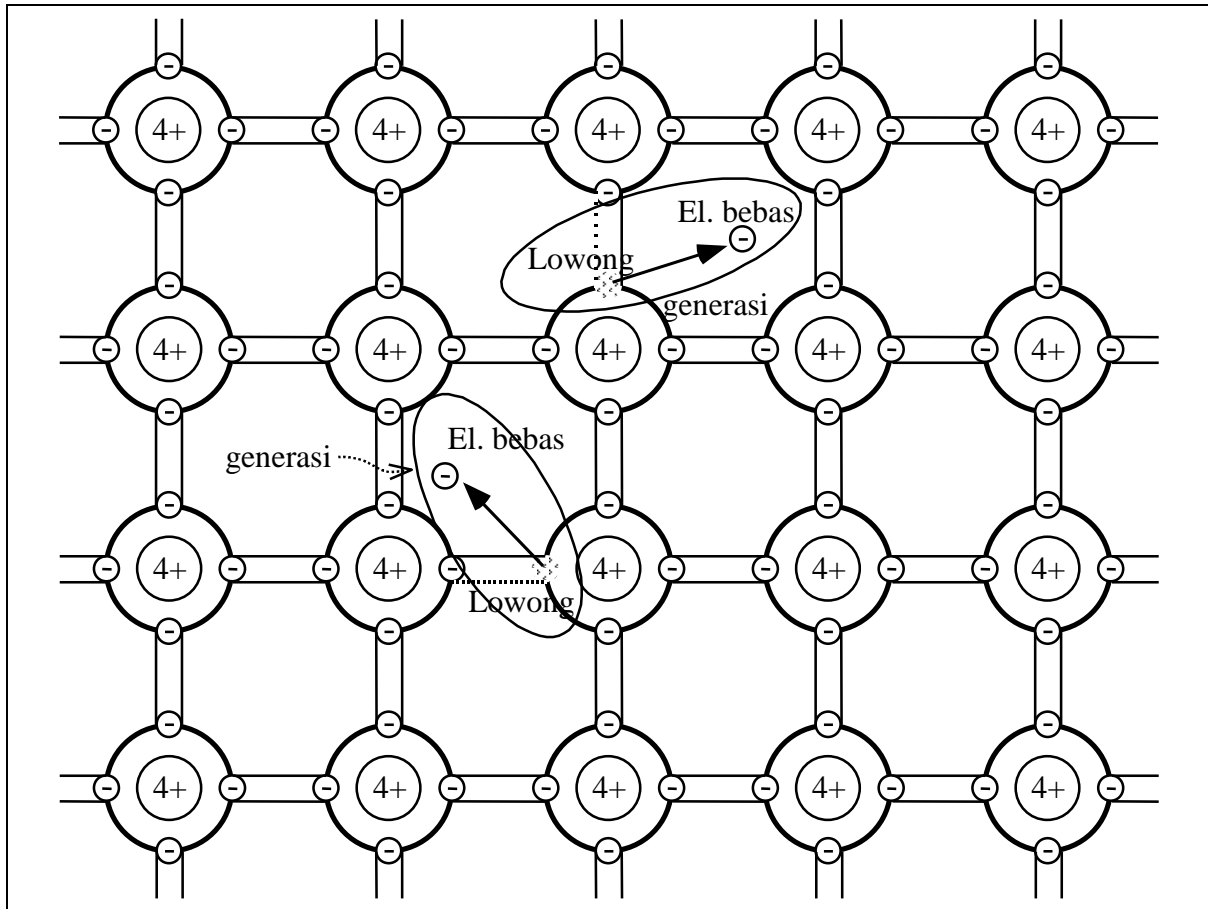 - - - - -
- 4+ - - 4+ - - 4+ - - 4+ - - 4+ -
- - - - -
El. bebas
-
Lowong
generasi
- - - -
- 4+ - - 4+ - - 4+ - - 4+ - - 4+ -
- - - - -
El. bebas
generasi
-
- - - - -
- 4+ - - 4+ - 4+ - - 4+ - - 4+ -
Lowong
- - - - -
- - - - -
- 4+ - - 4+ - - 4+ - - 4+ - - 4+ -
- - - - -